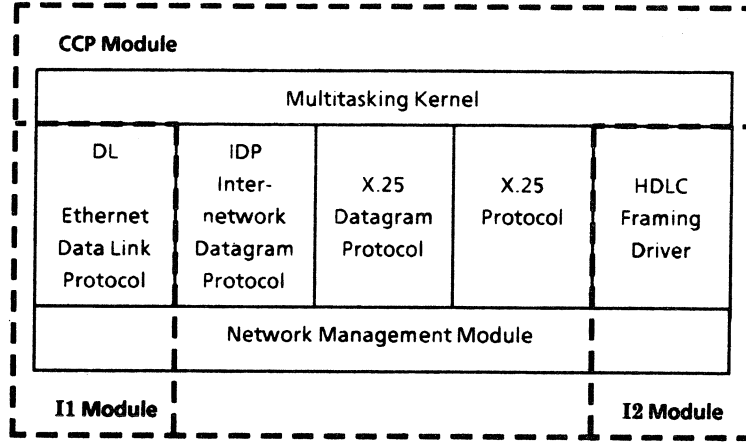 CCP Module
Multitasking Kernel
DL
Ethernet
Data Link
Protocol
IDP
Inter-
network
Datagram
Protocol
X.25
Datagram
Protocol
X.25
Protocol
HDLC
Framing
Driver
Network Management Module
I1 Module
I2 Module